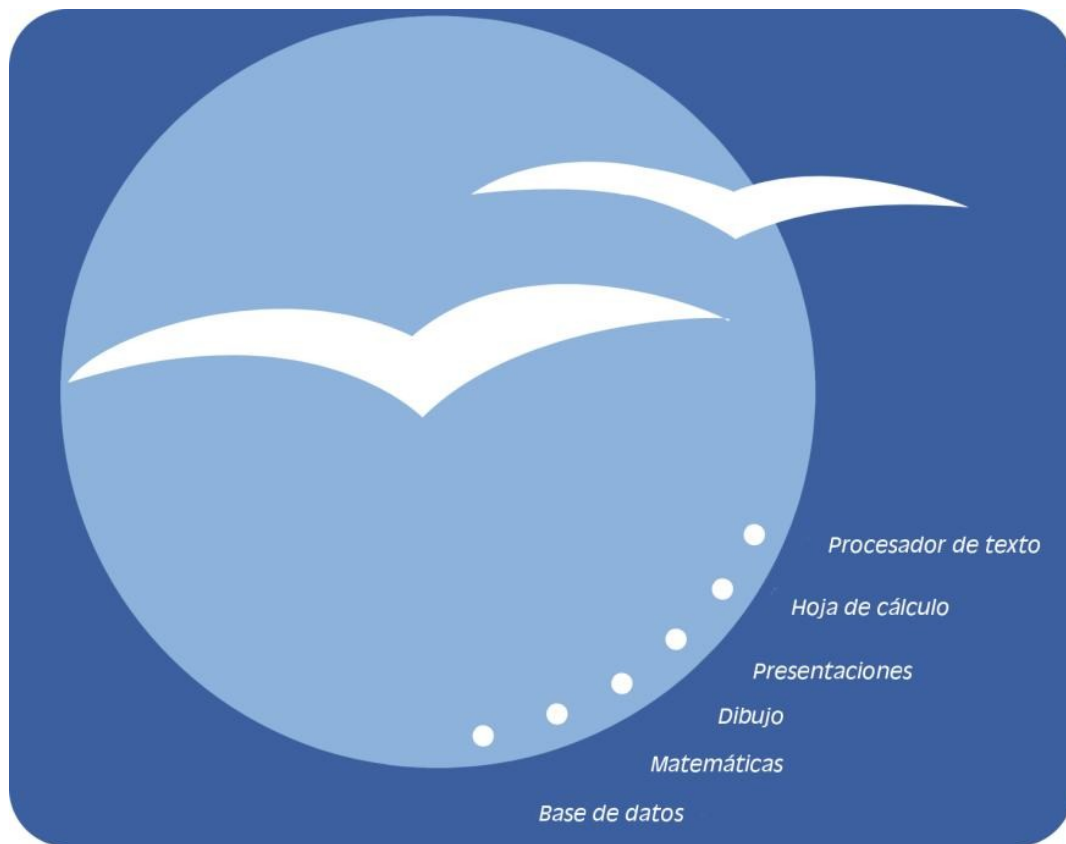 Procesador de texto
Hoja de cálculo
Presentaciones
Dibujo
Matemáticas
Base de datos